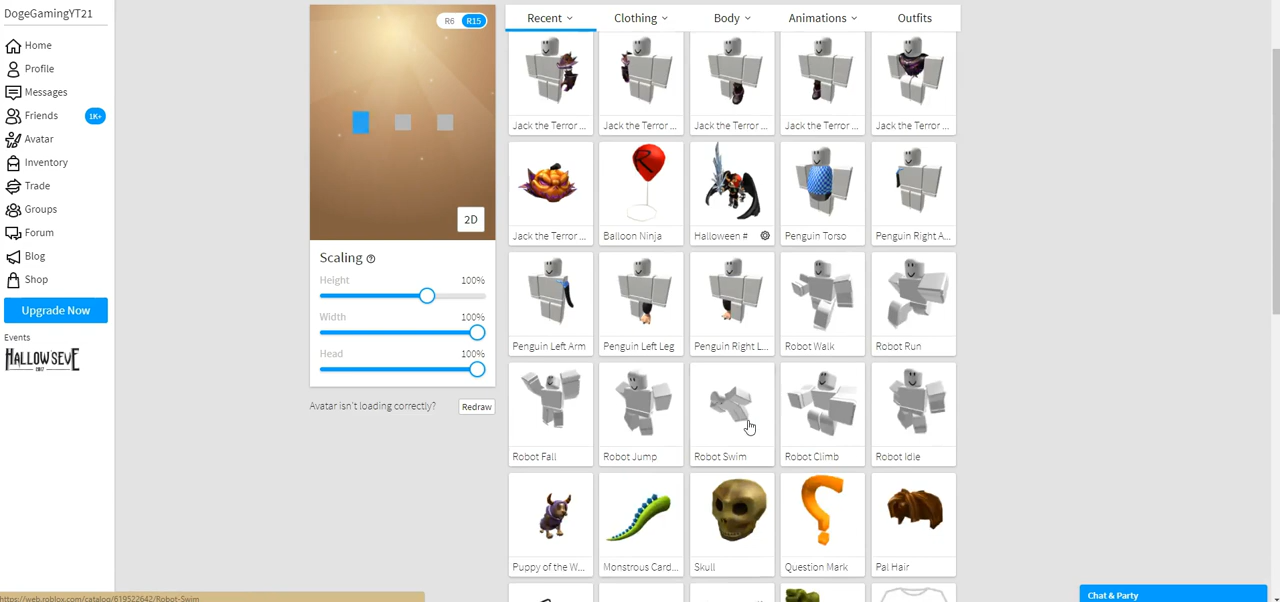 DogeGamingYT21
Home
Profile
Messages
Friends 1K+
Avatar
Inventory
Trade
Groups
Forum
Blog
Shop
Upgrade Now
Events
HALLOW'S EVE
2017
R6 R15
2D
Scaling
Height 100%
Width 100%
Head 100%
Avatar isn't loading correctly? Redraw
Recent Clothing Body Animations Outfits
Jack the Terror ... Jack the Terror ... Jack the Terror ... Jack the Terror ... Jack the Terror ...
Jack the Terror ... Balloon Ninja Halloween # Penguin Torso Penguin Right A...
Penguin Left Arm Penguin Left Leg Penguin Right L... Robot Walk Robot Run
Robot Fall Robot Jump Robot Swim Robot Climb Robot Idle
Puppy of the W... Monstrous Card... Skull Question Mark Pal Hair
https://web.roblox.com/catalog/619522642/Robot-Swim
Chat & Party